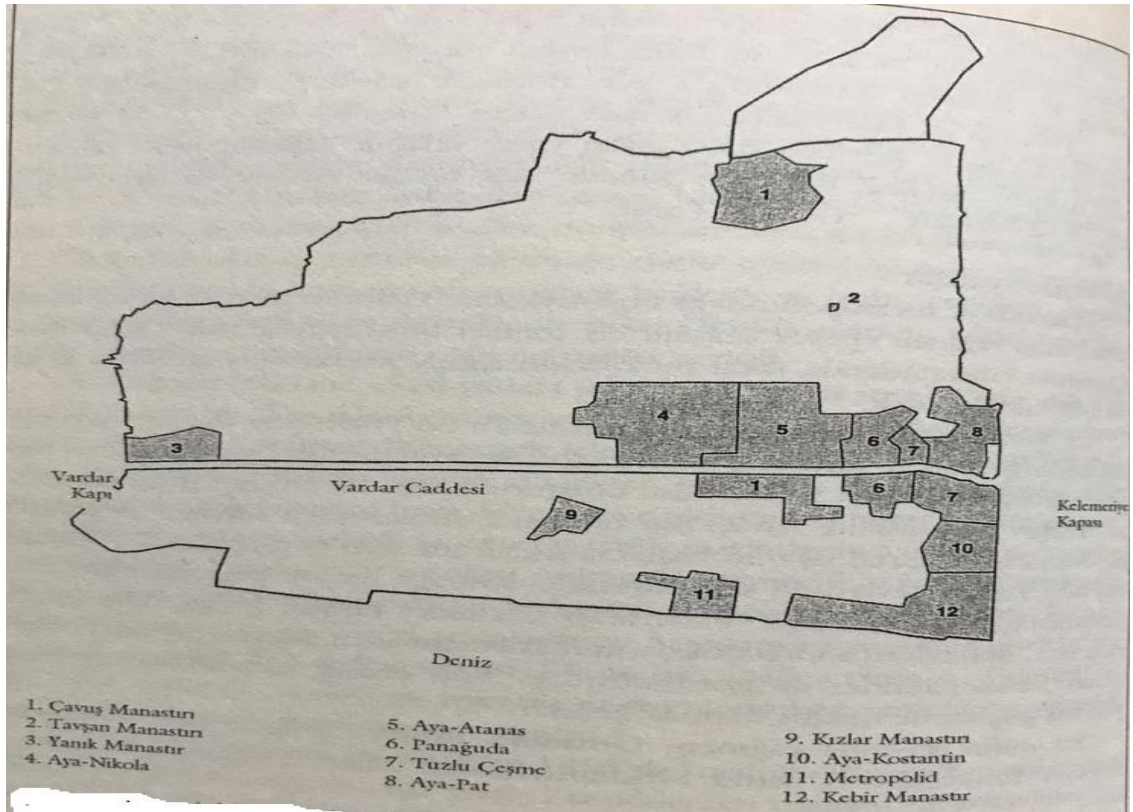 1
2
4
5
6
8
7
3
Vardar
Kapı
Vardar Caddesi
1
6
7
Kelemeriye
Kapası
9
10
11
12
Deniz
1. Çavuş Manastırı
2. Tavşan Manastırı
3. Yanık Manastır
4. Aya-Nikola
5. Aya-Atanas
6. Panağuda
7. Tuzlu Çeşme
8. Aya-Pat
9. Kızlar Manastırı
10. Aya-Kostantin
11. Metropolid
12. Kebir Manastır